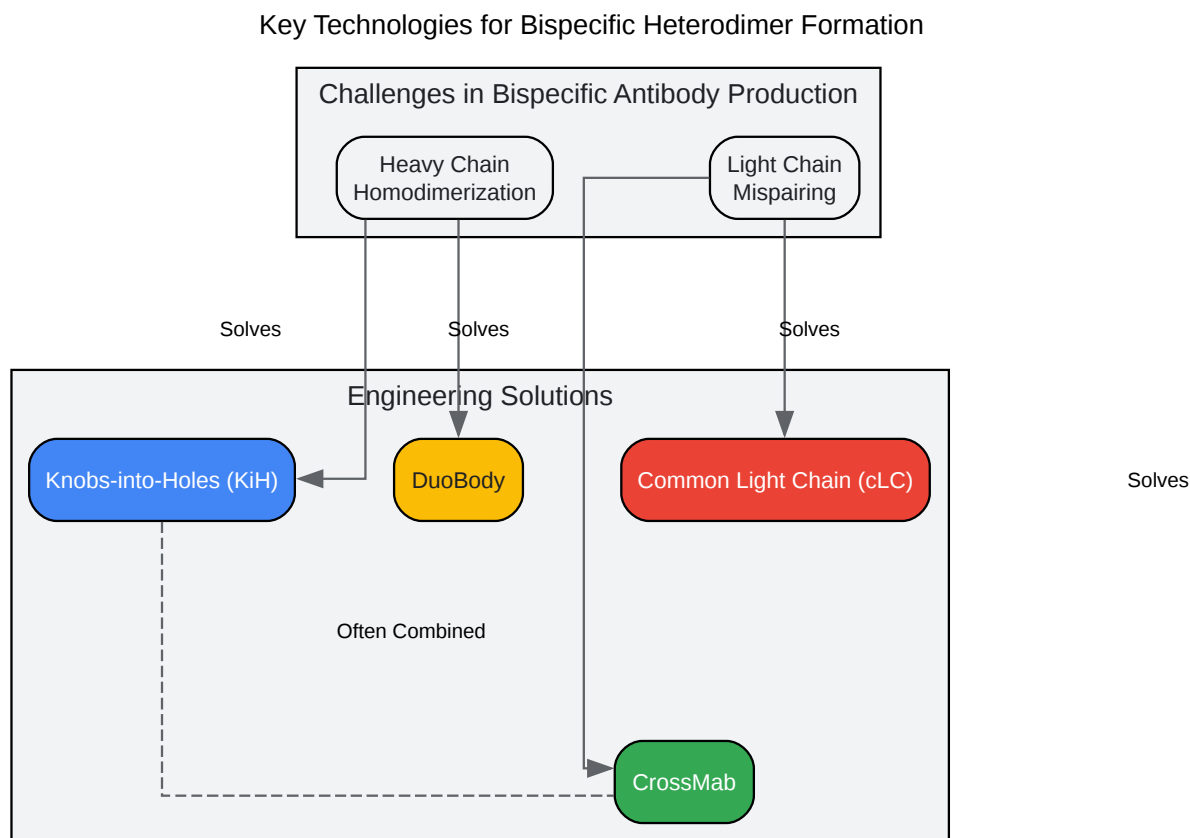 Key Technologies for Bispecific Heterodimer Formation
Challenges in Bispecific Antibody Production
Heavy Chain
Homodimerization
Light Chain
Mispairing
Solves
Solves
Solves
Engineering Solutions
Knobs-into-Holes (KiH)
DuoBody
Common Light Chain (cLC)
Solves
Often Combined
CrossMab